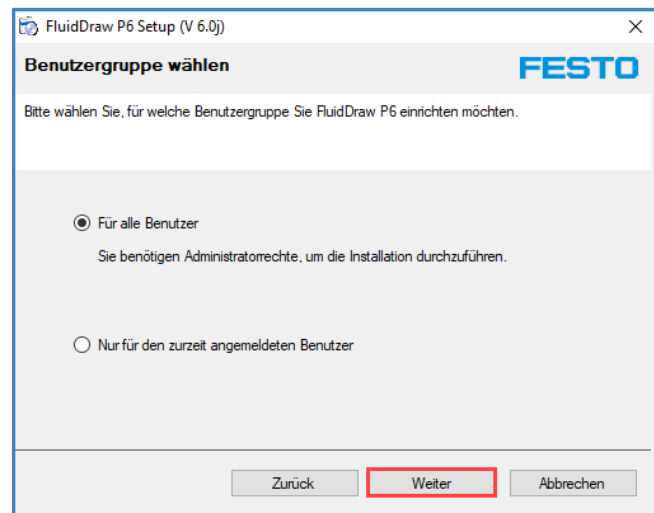 FluidDraw P6 Setup (V 6.0j)
Benutzergruppe wählen
FESTO
Bitte wählen Sie, für welche Benutzergruppe Sie FluidDraw P6 einrichten möchten.
Für alle Benutzer
Sie benötigen Administratorrechte, um die Installation durchzuführen.
Nur für den zurzeit angemeldeten Benutzer
Zurück Weiter Abbrechen